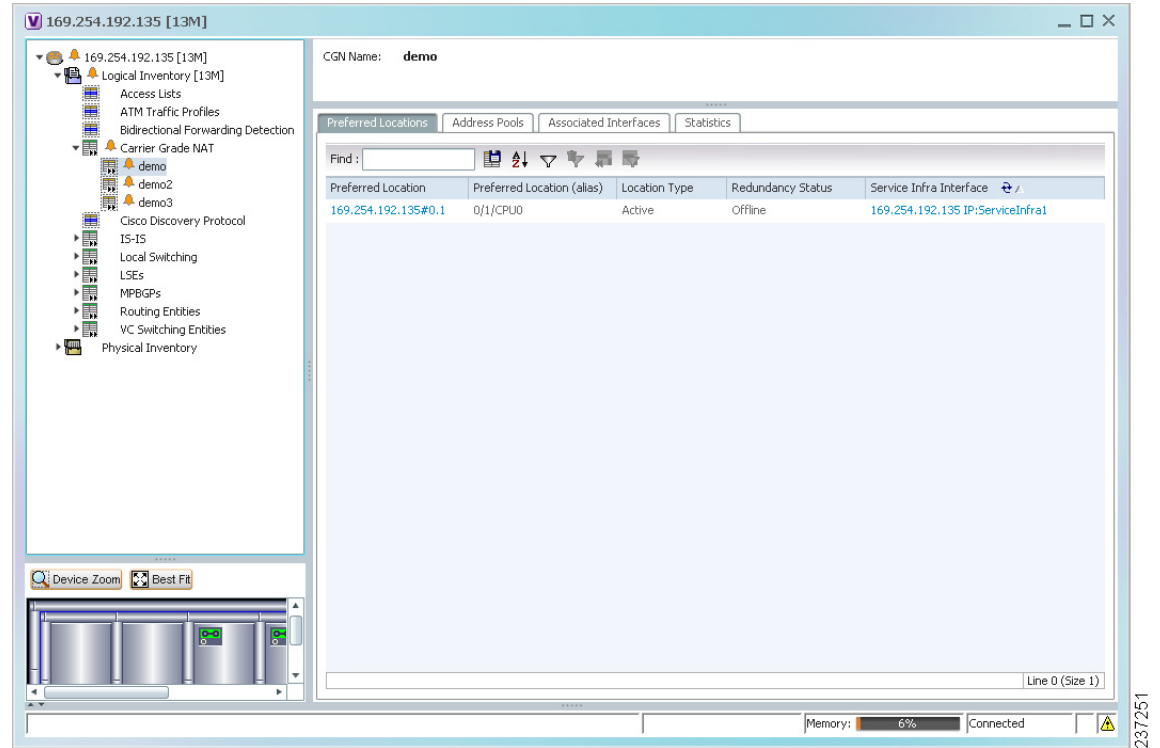 169.254.192.135 [13M]
169.254.192.135 [13M]
Logical Inventory [13M]
Access Lists
ATM Traffic Profiles
Bidirectional Forwarding Detection
Carrier Grade NAT
demo
demo2
demo3
Cisco Discovery Protocol
IS-IS
Local Switching
LSEs
MPBGPs
Routing Entities
VC Switching Entities
Physical Inventory
Device Zoom Best Fit
CGN Name: demo
Preferred Locations Address Pools Associated Interfaces Statistics
Find :
Preferred Location Preferred Location (alias) Location Type Redundancy Status Service Infra Interface
169.254.192.135#0.1 0/1/CPU0 Active Offline 169.254.192.135 IP:ServiceInfra1
Line 0 (Size 1)
Memory: 6% Connected
237251